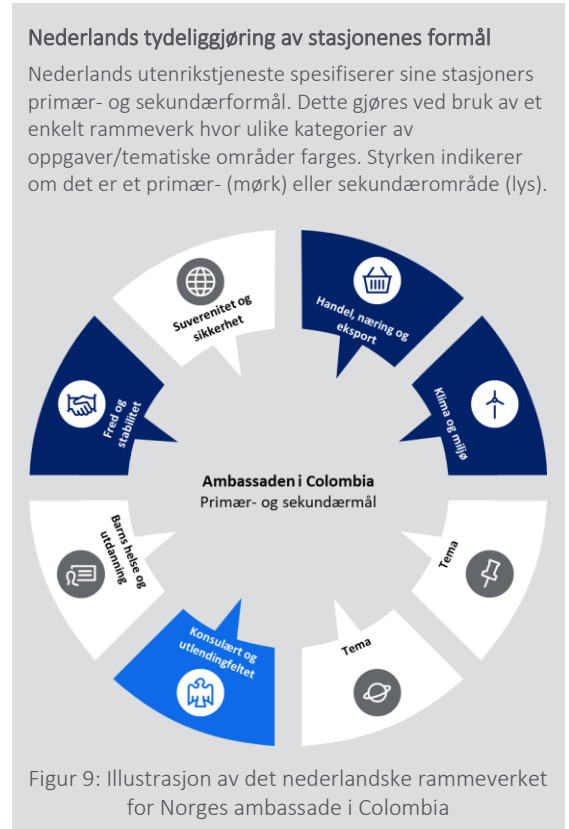 Nederlands tydeliggjøring av stasjonenes formål
Nederlands utenrikstjeneste spesifiserer sine stasjoners
primær- og sekundærformål. Dette gjøres ved bruk av et
enkelt rammeverk hvor ulike kategorier av
oppgaver/tematiske områder farges. Styrken indikerer
om det er et primær- (mørk) eller sekundærområde (lys).
Suverenitet og
sikkerhet
Handel, næring og
eksport
Fred og
stabilitet
Klima og miljø
Ambassaden i Colombia
Primær- og sekundærmål
Barns helse og
utdanning
Tema
Konsulært og
utlendingfeltet
Tema
Figur 9: Illustrasjon av det nederlandske rammeverket
for Norges ambassade i Colombia